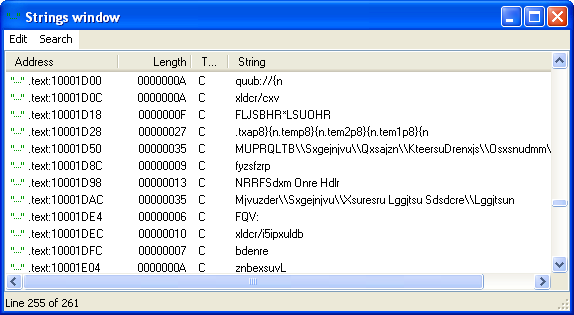 Strings window
Edit Search
Address Length T... String
"..." .text:10001D00 0000000A C quub://{n
"..." .text:10001D0C 0000000A C xldcr/cxv
"..." .text:10001D18 0000000F C FLJSBHR*LSUOHR
"..." .text:10001D28 00000027 C .txap8}{n.temp8}{n.tem2p8}{n.tem1p8}{n
"..." .text:10001D50 00000035 C MUPRQLTB\\Sxgejnjvu\\Qxsajzn\\KteersuDrenxjs\\Osxsnudmm\
"..." .text:10001D8C 00000009 C fyzsfzrp
"..." .text:10001D98 00000013 C NRRFSdxm Onre Hdlr
"..." .text:10001DAC 00000035 C Mjvuzder\\Sxgejnjvu\\Xsuresru Lggjtsu Sdsdcre\\Lggjtsun
"..." .text:10001DE4 00000006 C FQV:
"..." .text:10001DEC 00000010 C xldcr/i5ipxuldb
"..." .text:10001DFC 00000007 C bdenre
"..." .text:10001E04 0000000A C znbexsuvL
Line 255 of 261